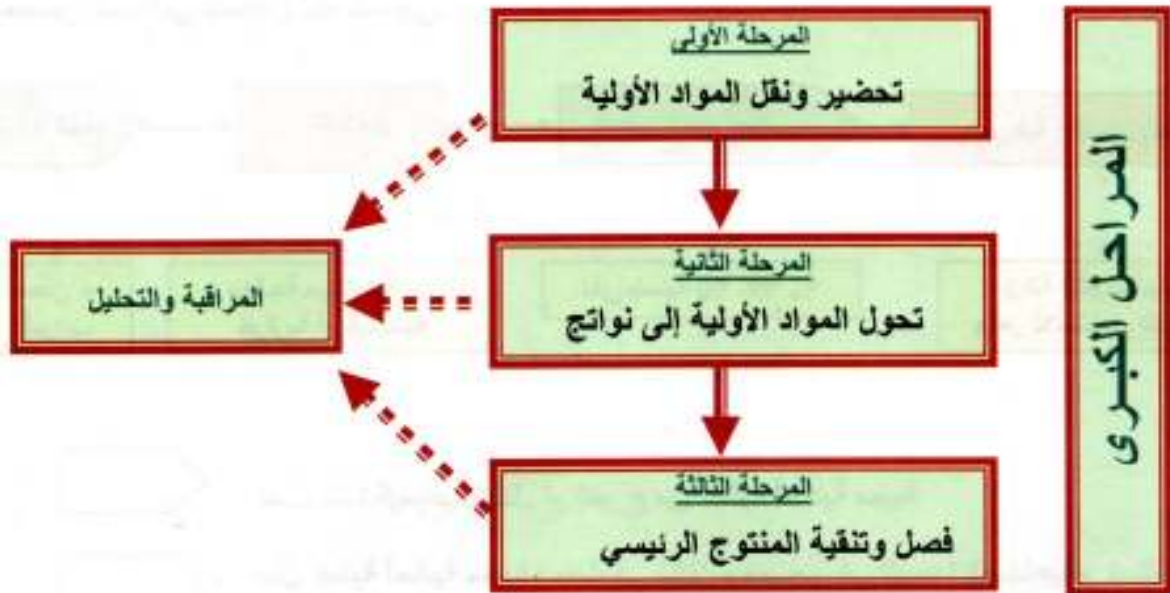 المراحل الكبرى
المرحلة الأولى
تحضير ونقل المواد الأولية
المرحلة الثانية
تحول المواد الأولية إلى نواتج
المراقبة والتحليل
المرحلة الثالثة
فصل وتنقية المنتوج الرئيسي